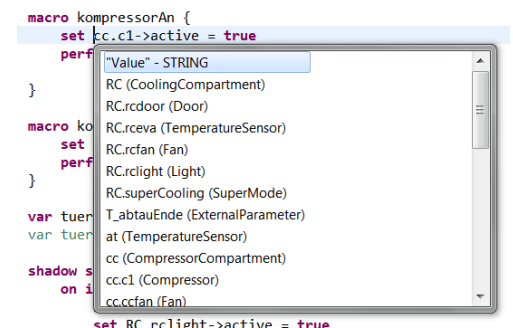 macro kompressorAn {
set cc.c1->active = true
perf
"Value" - STRING
RC (CoolingCompartment)
RC.rcdoor (Door)
}
RC.rceva (TemperatureSensor)
macro ko
RC.rcfan (Fan)
set
RC.rclight (Light)
perf
RC.superCooling (SuperMode)
}
T_abtauEnde (ExternalParameter)
var tuer
at (TemperatureSensor)
var tuer
cc (CompressorCompartment)
shadow s
cc.c1 (Compressor)
on i
cc.ccfan (Fan)
set RC.rclight->active = true